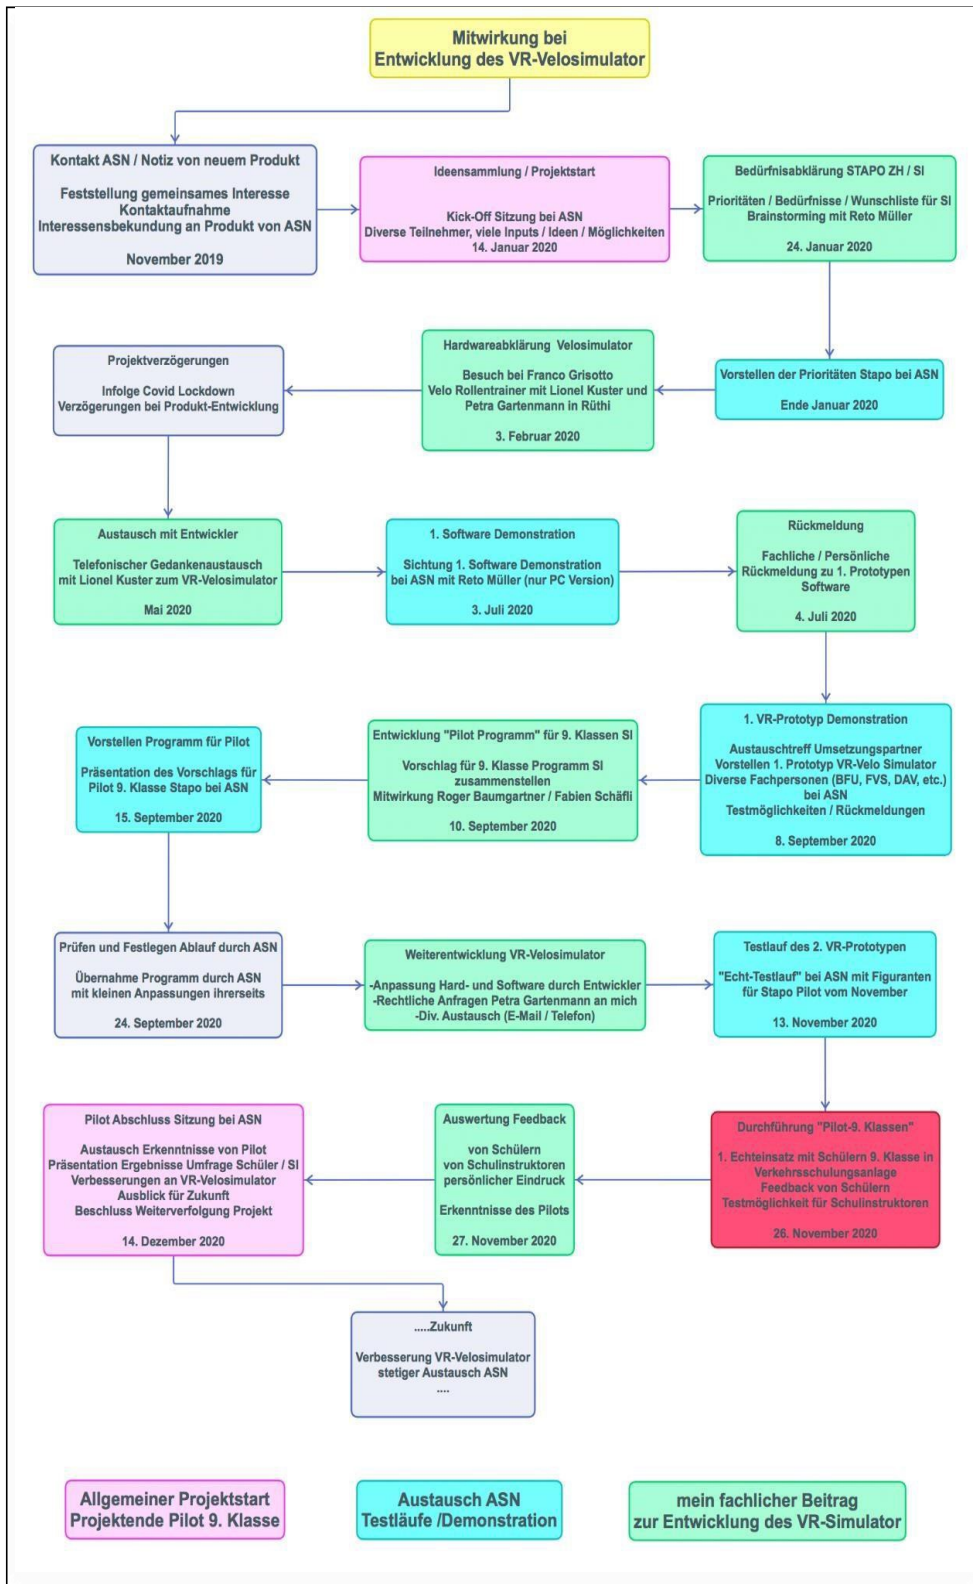 Mitwirkung bei
Entwicklung des VR-Velosimulator
Kontakt ASN / Notiz von neuem Produkt
Feststellung gemeinsames Interesse
Kontaktaufnahme
Interessensbekundung an Produkt von ASN
November 2019
Ideensammlung / Projektstart
Kick-Off Sitzung bei ASN
Diverse Teilnehmer, viele Inputs / Ideen / Möglichkeiten
14. Januar 2020
Bedürfnisabklärung STAPO ZH / SI
Prioritäten / Bedürfnisse / Wunschliste für SI
Brainstorming mit Reto Müller
24. Januar 2020
Vorstellen der Prioritäten Stapo bei ASN
Ende Januar 2020
Hardwareabklärung Velosimulator
Besuch bei Franco Grisotto
Velo Rollentrainer mit Lionel Kuster und
Petra Gartenmann in Rüthi
3. Februar 2020
Projektverzögerungen
Infolge Covid Lockdown
Verzögerungen bei Produkt-Entwicklung
Austausch mit Entwickler
Telefonischer Gedankenaustausch
mit Lionel Kuster zum VR-Velosimulator
Mai 2020
1. Software Demonstration
Sichtung 1. Software Demonstration
bei ASN mit Reto Müller (nur PC Version)
3. Juli 2020
Rückmeldung
Fachliche / Persönliche
Rückmeldung zu 1. Prototypen
Software
4. Juli 2020
1. VR-Prototyp Demonstration
Austauschtreff Umsetzungspartner
Vorstellen 1. Prototyp VR-Velo Simulator
Diverse Fachpersonen (BFU, FVS, DAV, etc.)
bei ASN
Testmöglichkeiten / Rückmeldungen
8. September 2020
Entwicklung "Pilot Programm" für 9. Klassen SI
Vorschlag für 9. Klasse Programm SI
zusammenstellen
Mitwirkung Roger Baumgartner / Fabien Schäfli
10. September 2020
Vorstellen Programm für Pilot
Präsentation des Vorschlags für
Pilot 9. Klasse Stapo bei ASN
15. September 2020
Prüfen und Festlegen Ablauf durch ASN
Übernahme Programm durch ASN
mit kleinen Anpassungen ihrerseits
24. September 2020
Weiterentwicklung VR-Velosimulator
-Anpassung Hard- und Software durch Entwickler
-Rechtliche Anfragen Petra Gartenmann an mich
-Div. Austausch (E-Mail / Telefon)
Testlauf des 2. VR-Prototypen
"Echt-Testlauf" bei ASN mit Figuranten
für Stapo Pilot vom November
13. November 2020
Durchführung "Pilot-9. Klassen"
1. Echteinsatz mit Schülern 9. Klasse in
Verkehrsschulungsanlage
Feedback von Schülern
Testmöglichkeit für Schulinstruktoren
26. November 2020
Auswertung Feedback
von Schülern
von Schulinstruktoren
persönlicher Eindruck
Erkenntnisse des Pilots
27. November 2020
Pilot Abschluss Sitzung bei ASN
Austausch Erkenntnisse von Pilot
Präsentation Ergebnisse Umfrage Schüler / SI
Verbesserungen an VR-Velosimulator
Ausblick für Zukunft
Beschluss Weiterverfolgung Projekt
14. Dezember 2020
.....Zukunft
Verbesserung VR-Velosimulator
stetiger Austausch ASN
....
Allgemeiner Projektstart
Projektende Pilot 9. Klasse
Austausch ASN
Testläufe /Demonstration
mein fachlicher Beitrag
zur Entwicklung des VR-Simulator